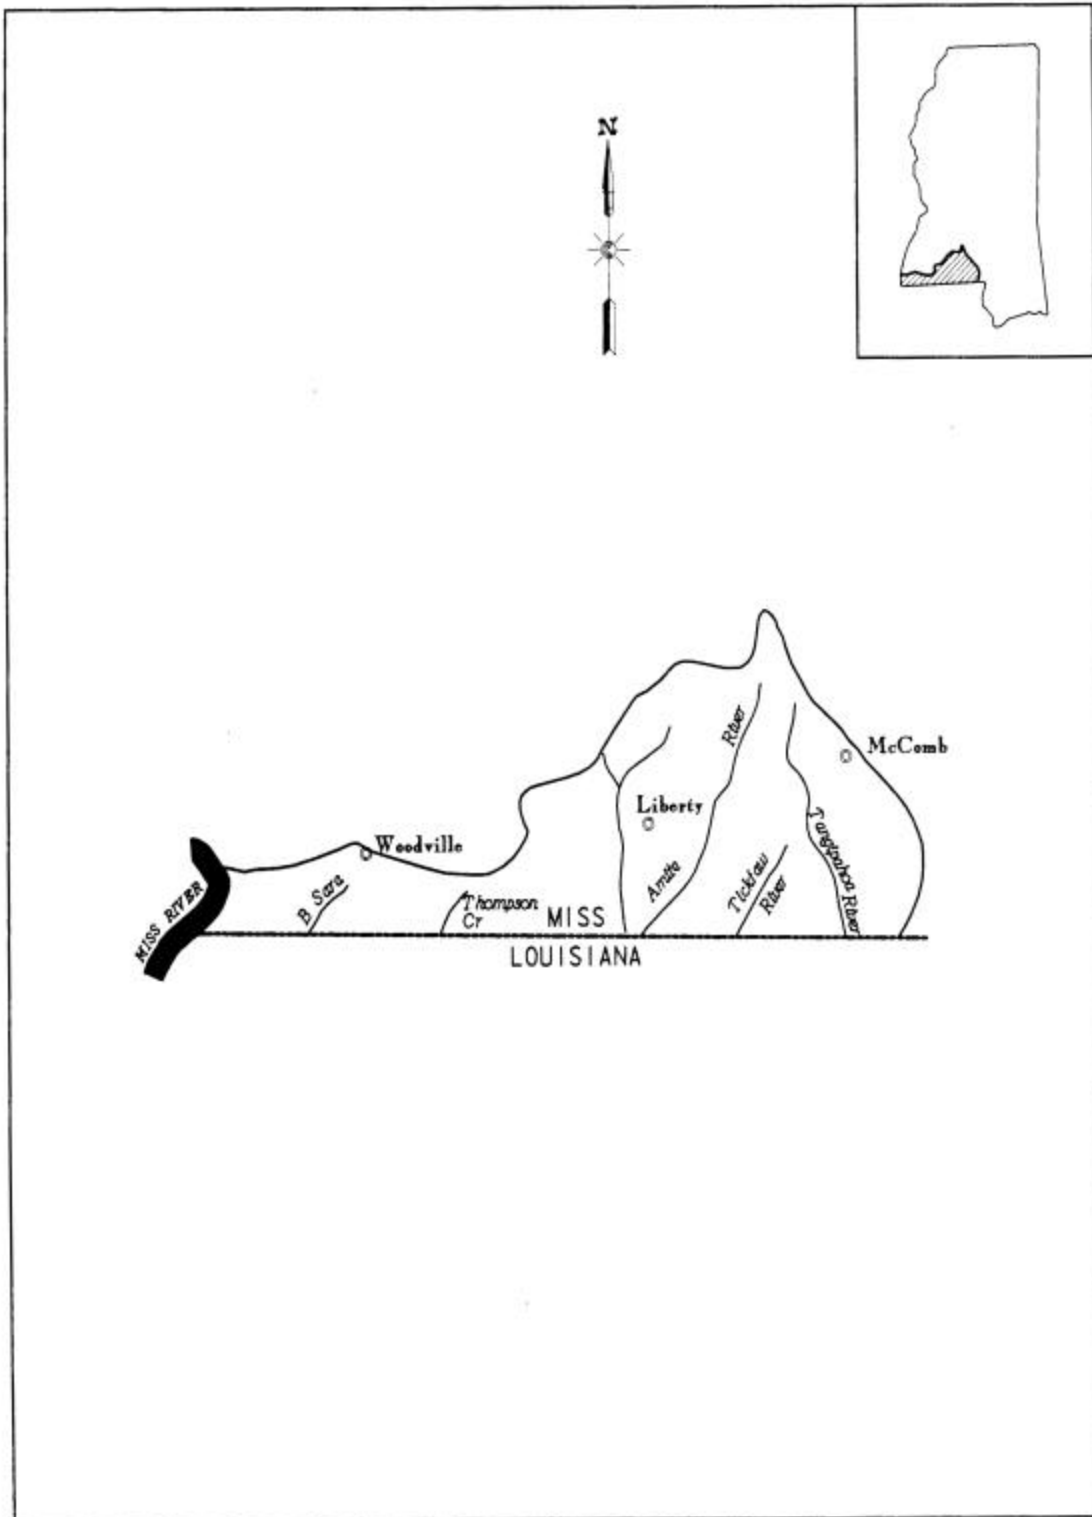 N
McComb
River
Liberty
Tangipahoa River
Woodville
Amite
Tickfaw
River
B Sara
Thompson
Cr
MISS
MISS RIVER
LOUISIANA